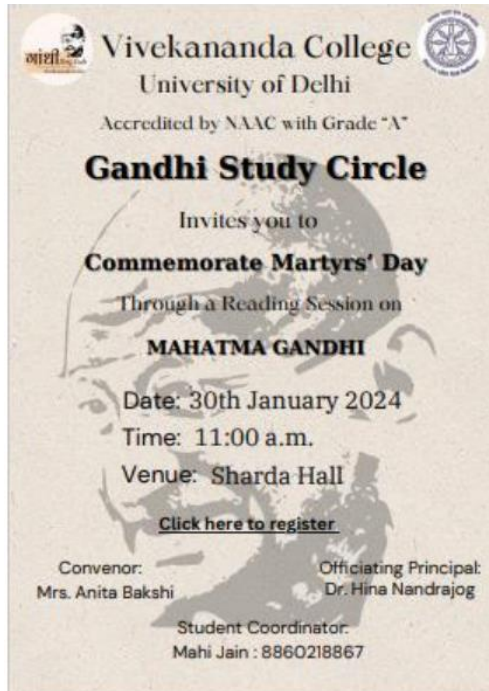 गांधी
Vivekananda College
University of Delhi
Accredited by NAAC with Grade “A”
Gandhi Study Circle
Invites you to
Commemorate Martyrs’ Day
Through a Reading Session on
MAHATMA GANDHI
Date: 30th January 2024
Time: 11:00 a.m.
Venue: Sharda Hall
Click here to register
Convenor:
Mrs. Anita Bakshi
Officiating Principal:
Dr. Hina Nandrajog
Student Coordinator:
Mahi Jain : 8860218867